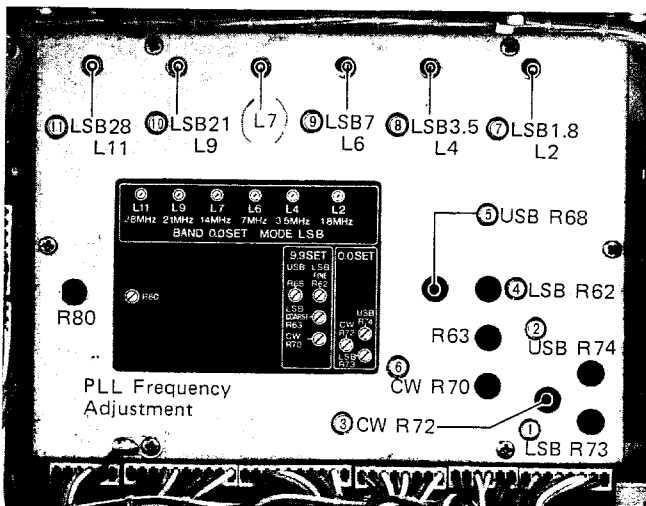 ⑪LSB28
L11
⑩LSB21
L9
(L7)
⑨LSB7
L6
⑧LSB3.5
L4
⑦LSB1.8
L2
L11 L9 L7 L6 L4 L2
28MHz 21MHz 14MHz 7MHz 3.5MHz 1.8MHz
BAND 0.0SET MODE LSB
9.9SET
USB LSB
FINE
R68 R62
LSB
COARSE
R63
CW
R70
0.0SET
USB
R74
CW
R72
LSB
R73
R80
R80
⑤USB R68
④LSB R62
R63
②
USB R74
⑥
CW R70
③CW R72
①
LSB R73
PLL Frequency
Adjustment